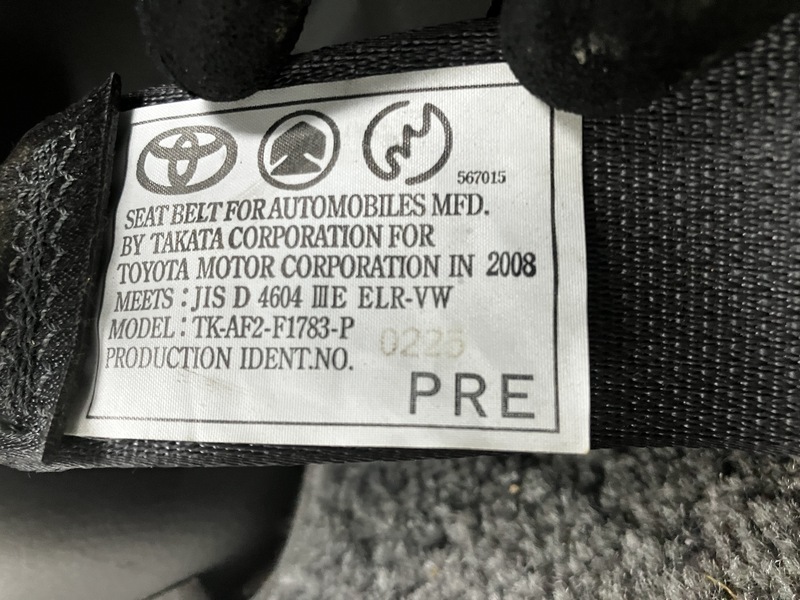 567015
SEAT BELT FOR AUTOMOBILES MFD.
BY TAKATA CORPORATION FOR
TOYOTA MOTOR CORPORATION IN 2008
MEETS : JIS D 4604 ⅢE ELR-VW
MODEL : TK-AF2-F1783-P
PRODUCTION IDENT.NO. 0225
PRE